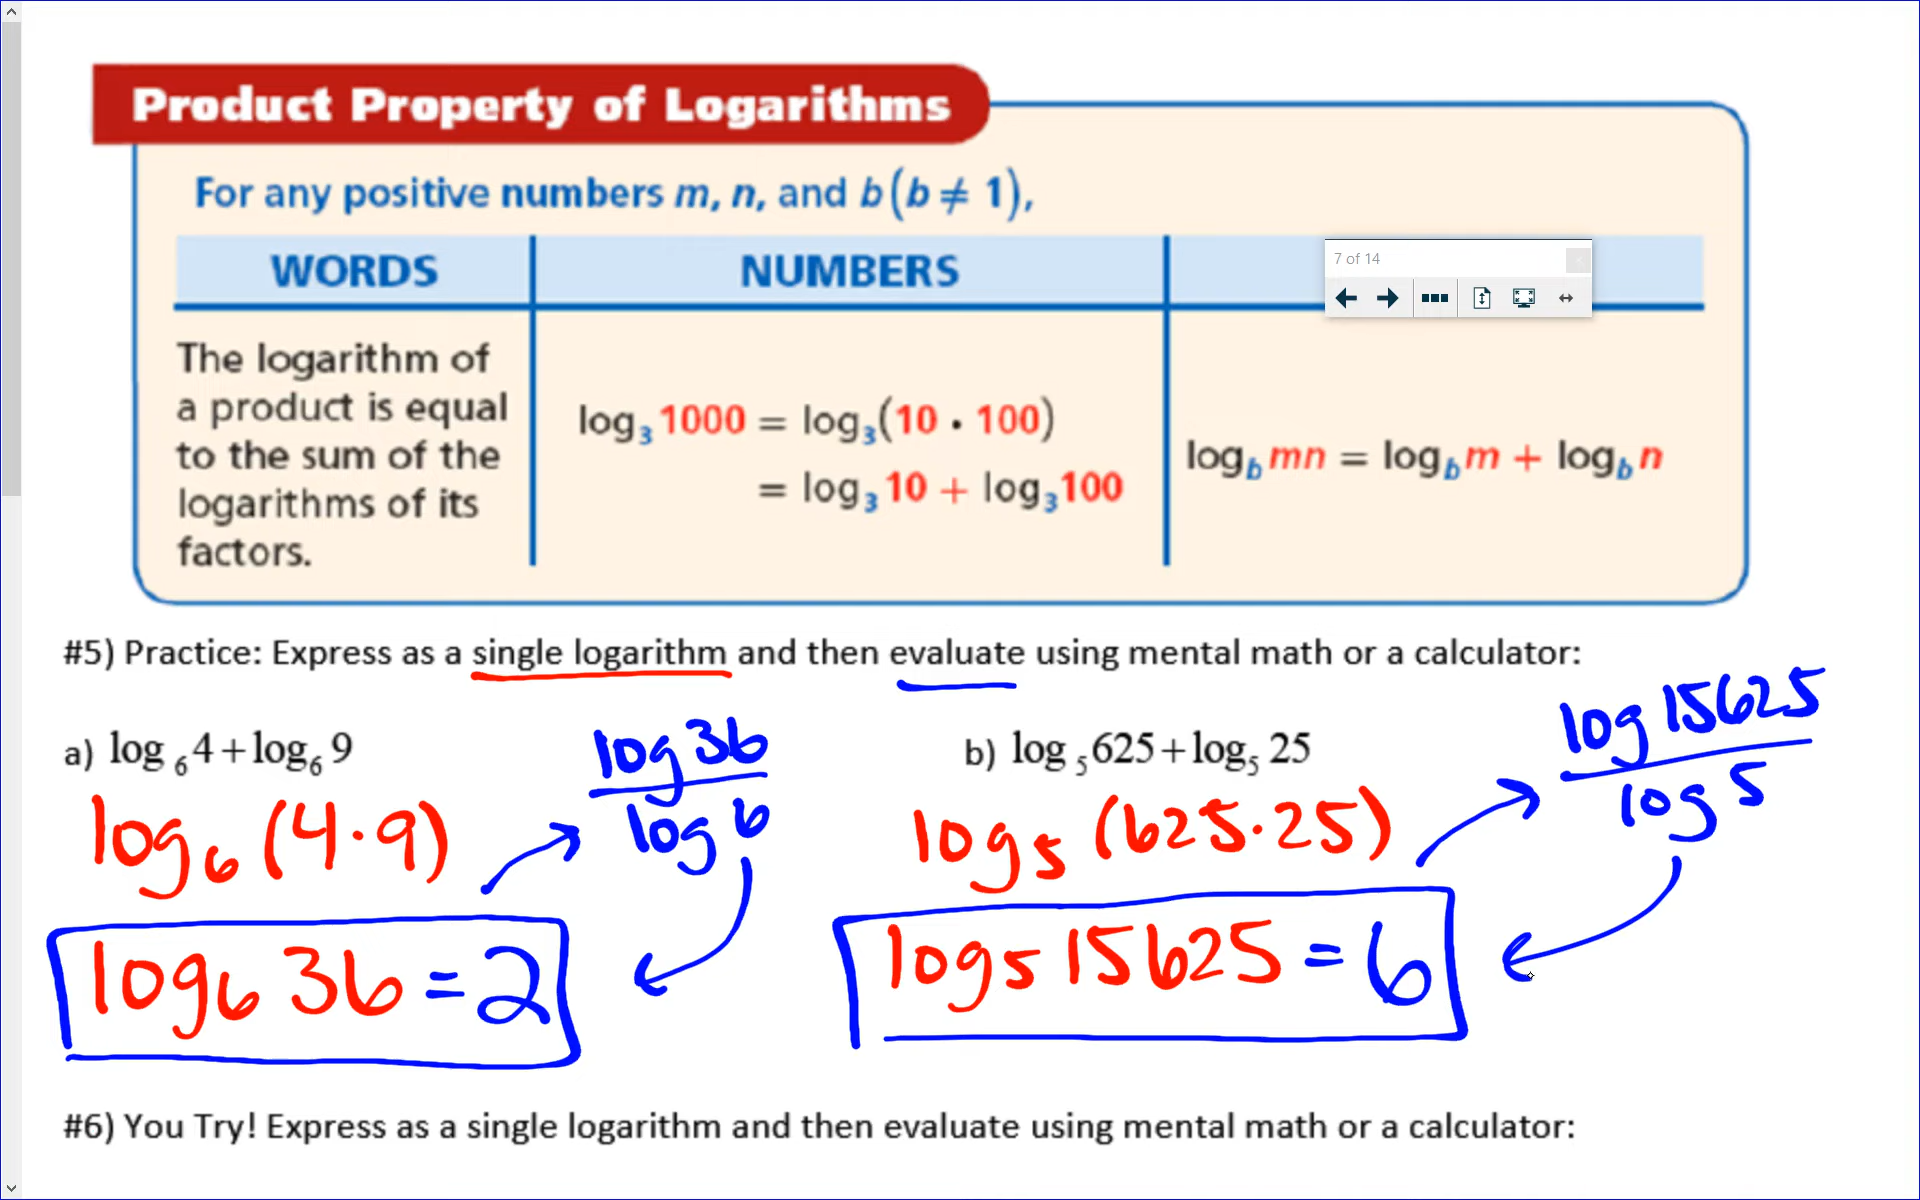 Product Property of Logarithms
For any positive numbers m, n, and b (b ≠ 1),
WORDS NUMBERS
7 of 14
The logarithm of
a product is equal
to the sum of the
logarithms of its
factors.
log₃ 1000 = log₃(10 · 100)
= log₃ 10 + log₃ 100
log_b mn = log_b m + log_b n
#5) Practice: Express as a single logarithm and then evaluate using mental math or a calculator:
a) log ₆ 4 + log₆ 9
log 36
log 6
log₆ (4·9)
log₆ 36 = 2
b) log ₅ 625 + log₅ 25
log 15625
log 5
log₅ (625·25)
log₅ 15625 = 6
#6) You Try! Express as a single logarithm and then evaluate using mental math or a calculator: